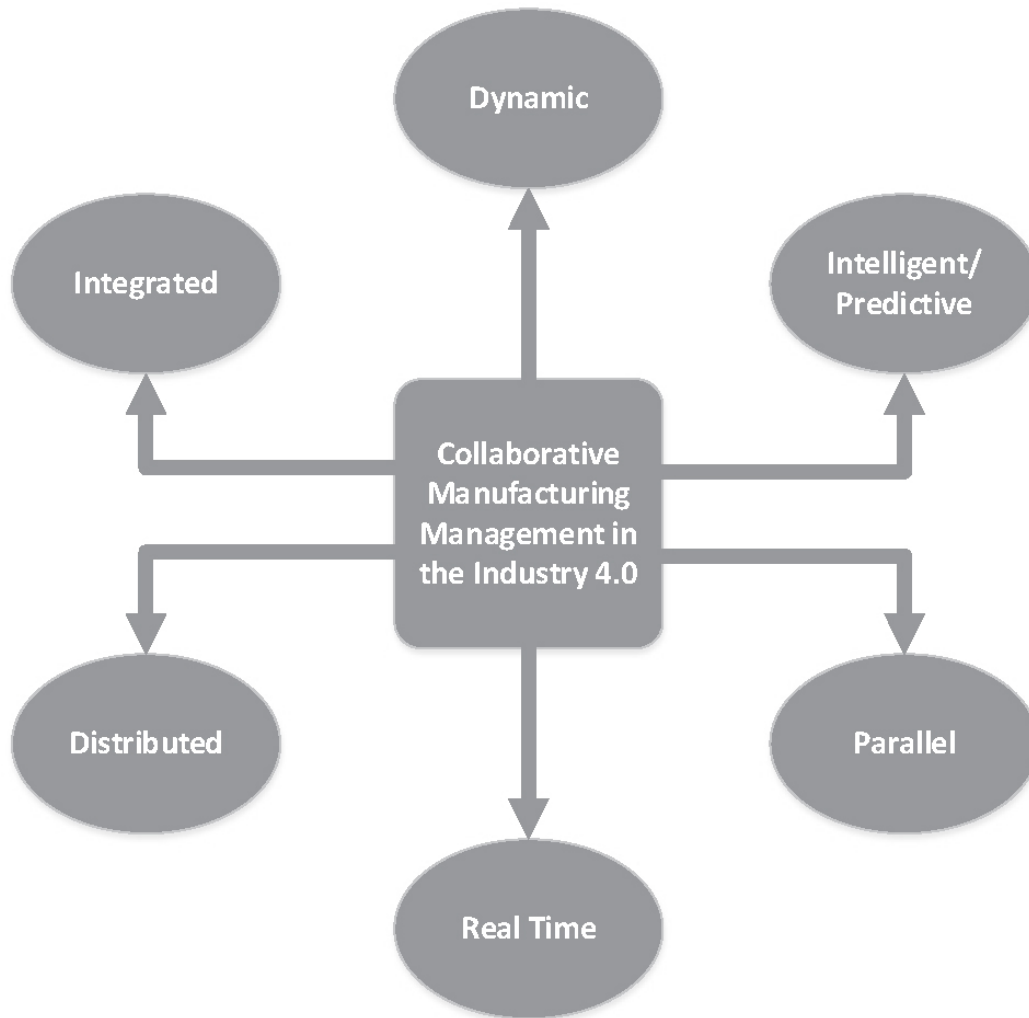 Dynamic
Integrated
Intelligent/
Predictive
Collaborative
Manufacturing
Management in
the Industry 4.0
Distributed
Parallel
Real Time